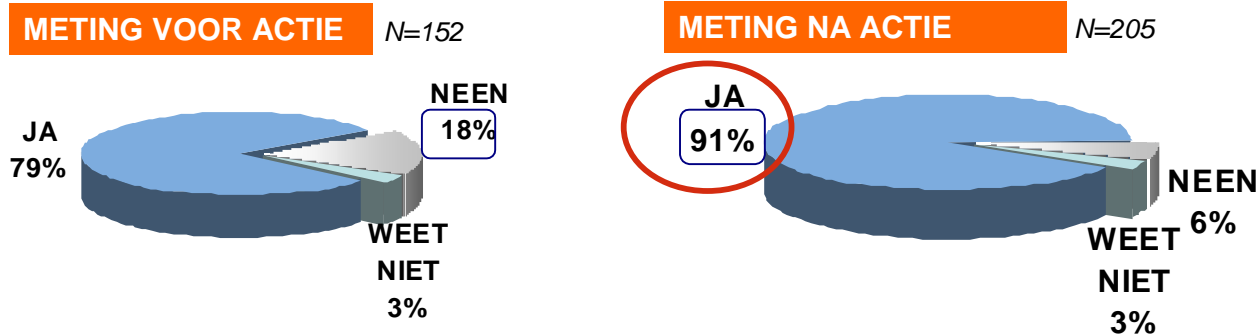 METING VOOR ACTIE N=152
NEEN
18%
JA
79%
WEET
NIET
3%
METING NA ACTIE N=205
JA
91%
NEEN
6%
WEET
NIET
3%